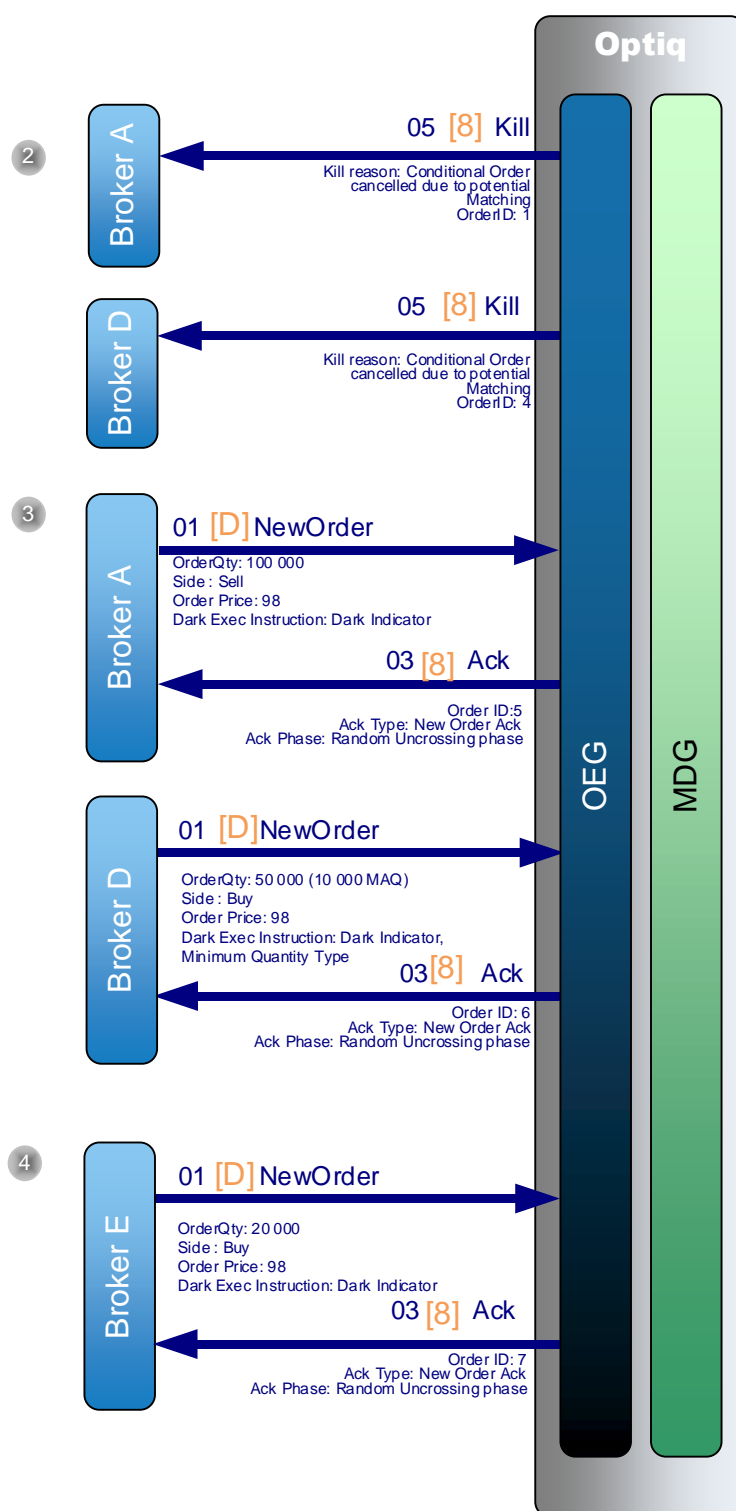 Optiq
2
Broker A
05 [8] Kill
Kill reason: Conditional Order
cancelled due to potential
Matching
OrderID: 1
Broker D
05 [8] Kill
Kill reason: Conditional Order
cancelled due to potential
Matching
OrderID: 4
3
Broker A
01 [D] NewOrder
OrderQty: 100 000
Side : Sell
Order Price: 98
Dark Exec Instruction: Dark Indicator
03 [8] Ack
Order ID:5
Ack Type: New Order Ack
Ack Phase: Random Uncrossing phase
OEG
MDG
Broker D
01 [D] NewOrder
OrderQty: 50 000 (10 000 MAQ)
Side : Buy
Order Price: 98
Dark Exec Instruction: Dark Indicator,
Minimum Quantity Type
03 [8] Ack
Order ID: 6
Ack Type: New Order Ack
Ack Phase: Random Uncrossing phase
4
Broker E
01 [D] NewOrder
OrderQty: 20 000
Side : Buy
Order Price: 98
Dark Exec Instruction: Dark Indicator
03 [8] Ack
Order ID: 7
Ack Type: New Order Ack
Ack Phase: Random Uncrossing phase